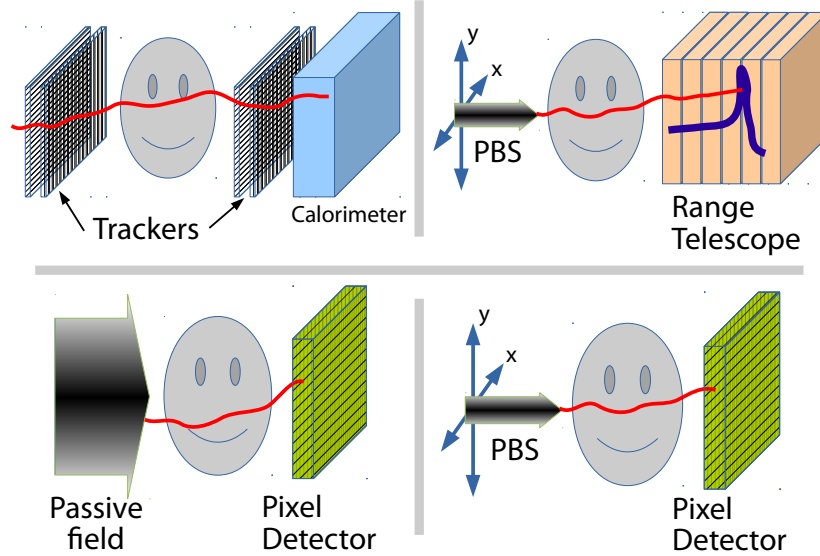 Trackers
Calorimeter
y
x
PBS
Range
Telescope
Passive
field
Pixel
Detector
y
x
PBS
Pixel
Detector